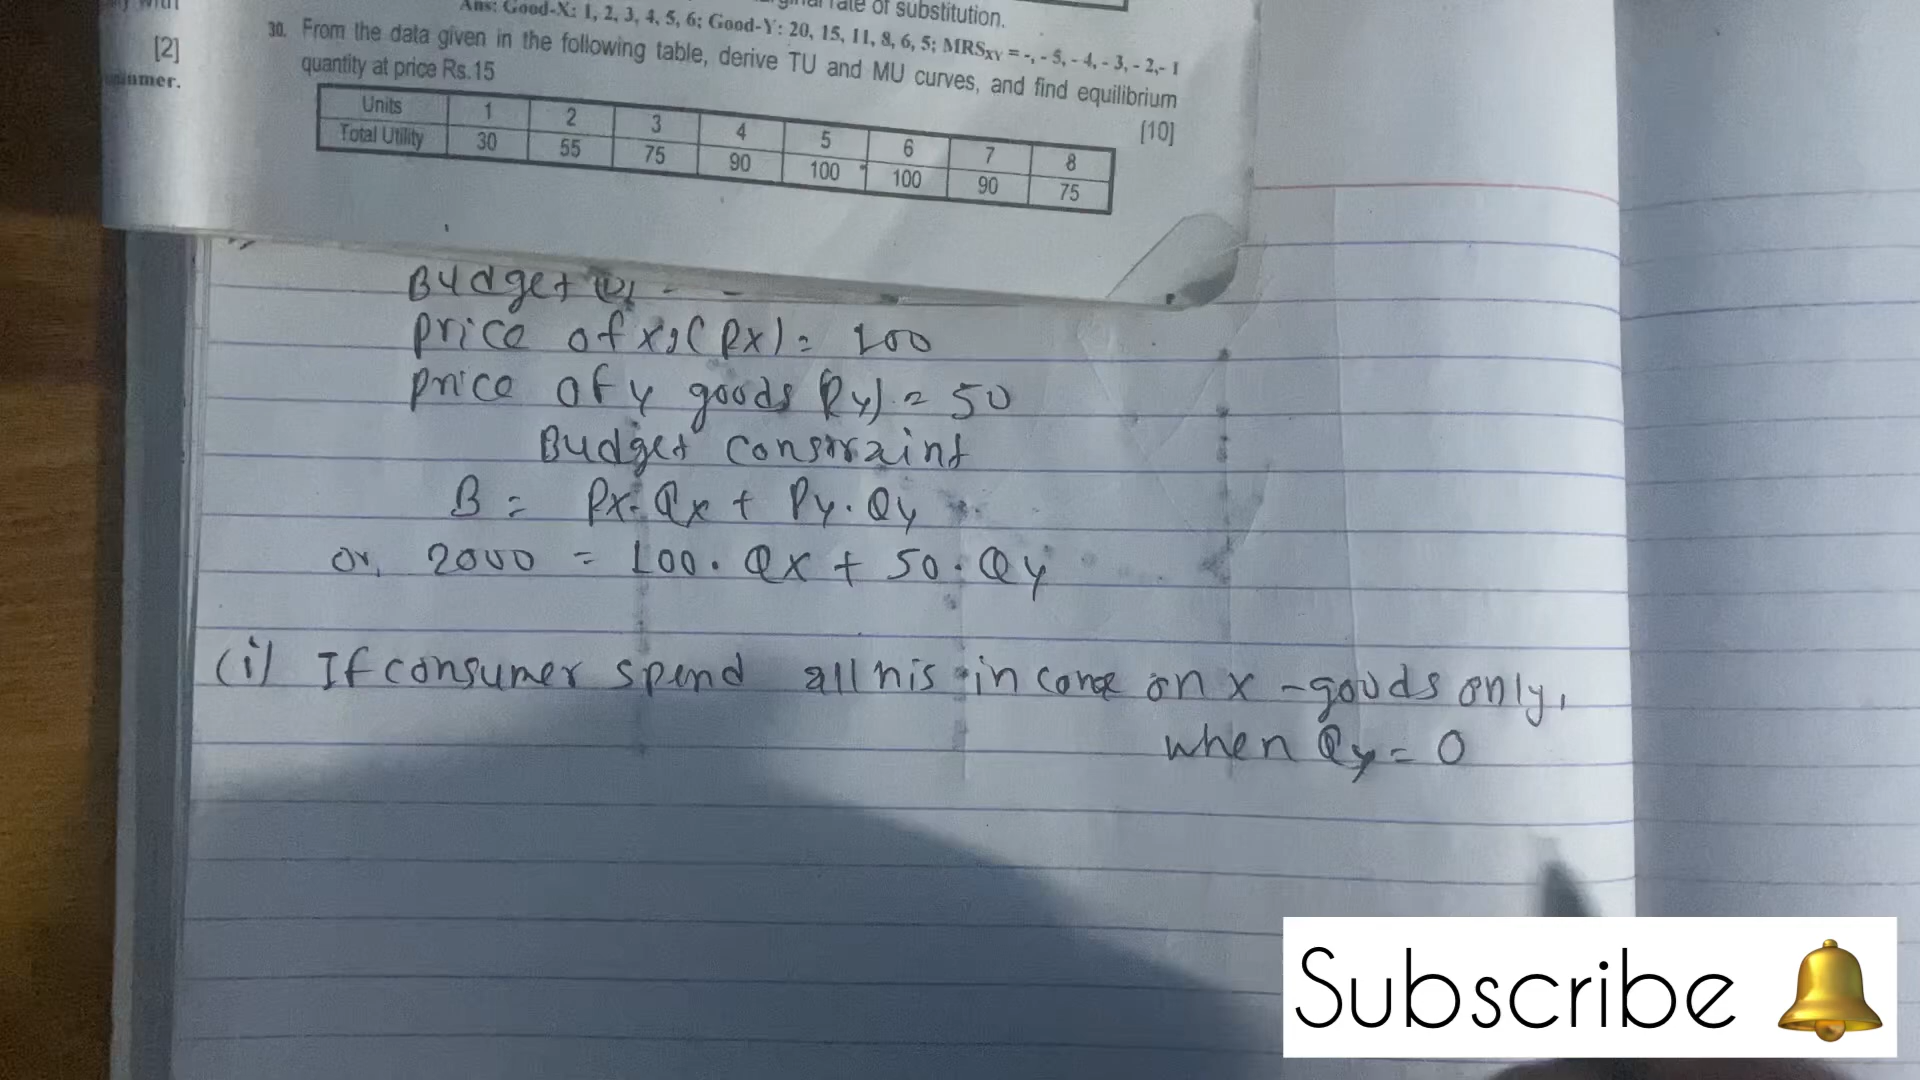 rate of substitution.
[2]
Ans: Good-X: 1, 2, 3, 4, 5, 6; Good-Y: 20, 15, 11, 8, 6, 5; MRSXY = -, - 5, - 4, - 3, - 2,- 1
30. From the data given in the following table, derive TU and MU curves, and find equilibrium
quantity at price Rs.15
[10]
Units 1 2 3 4 5 6 7 8
Total Utility 30 55 75 90 100 100 90 75
Budget
price of x, (Px) = 100
price of y goods (Py) = 50
Budget constraint
B = Px. Qx + Py. Qy
or, 2000 = 100. Qx + 50. Qy
(i) If consumer spend all his income on x-goods only,
when Qy = 0
Subscribe